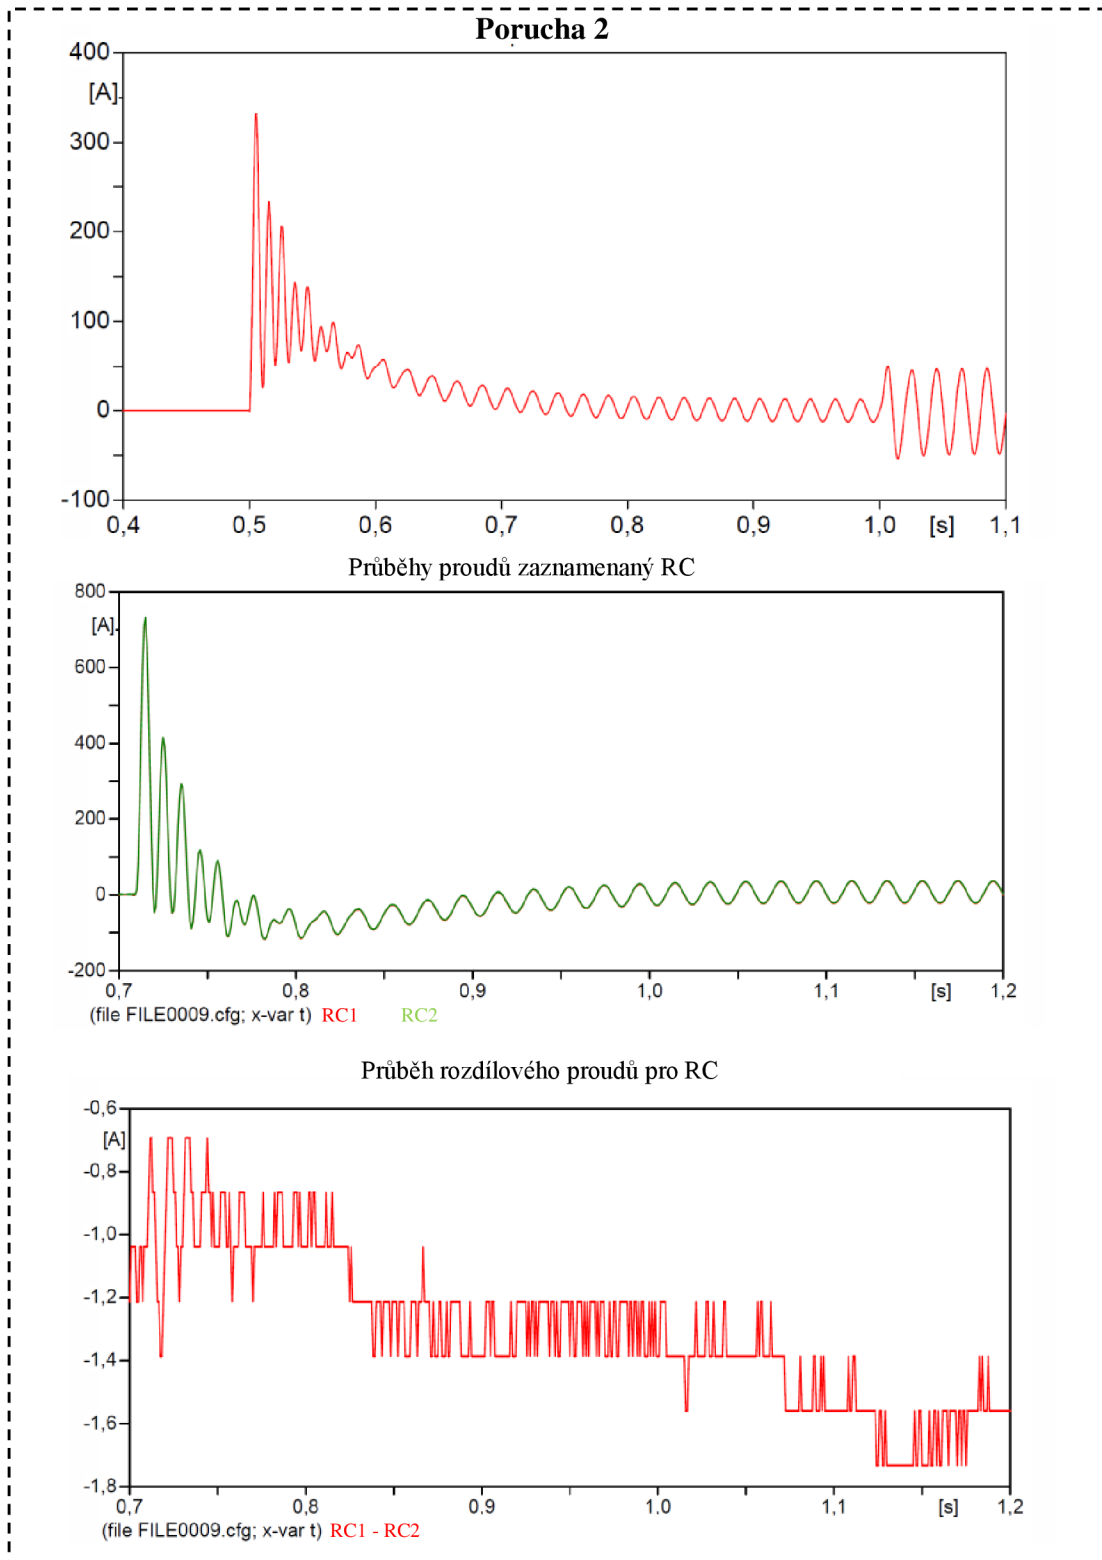 Porucha 2
400
[A]
300
200
100
0
-100
0,4 0,5 0,6 0,7 0,8 0,9 1,0 [s] 1,1
Průběhy proudů zaznamenaný RC
800
[A]
600
400
200
0
-200
0,7 0,8 0,9 1,0 1,1 [s] 1,2
(file FILE0009.cfg; x-var t) RC1 RC2
Průběh rozdílového proudů pro RC
-0,6
[A]
-0,8
-1,0
-1,2
-1,4
-1,6
-1,8
0,7 0,8 0,9 1,0 1,1 [s] 1,2
(file FILE0009.cfg; x-var t) RC1 - RC2